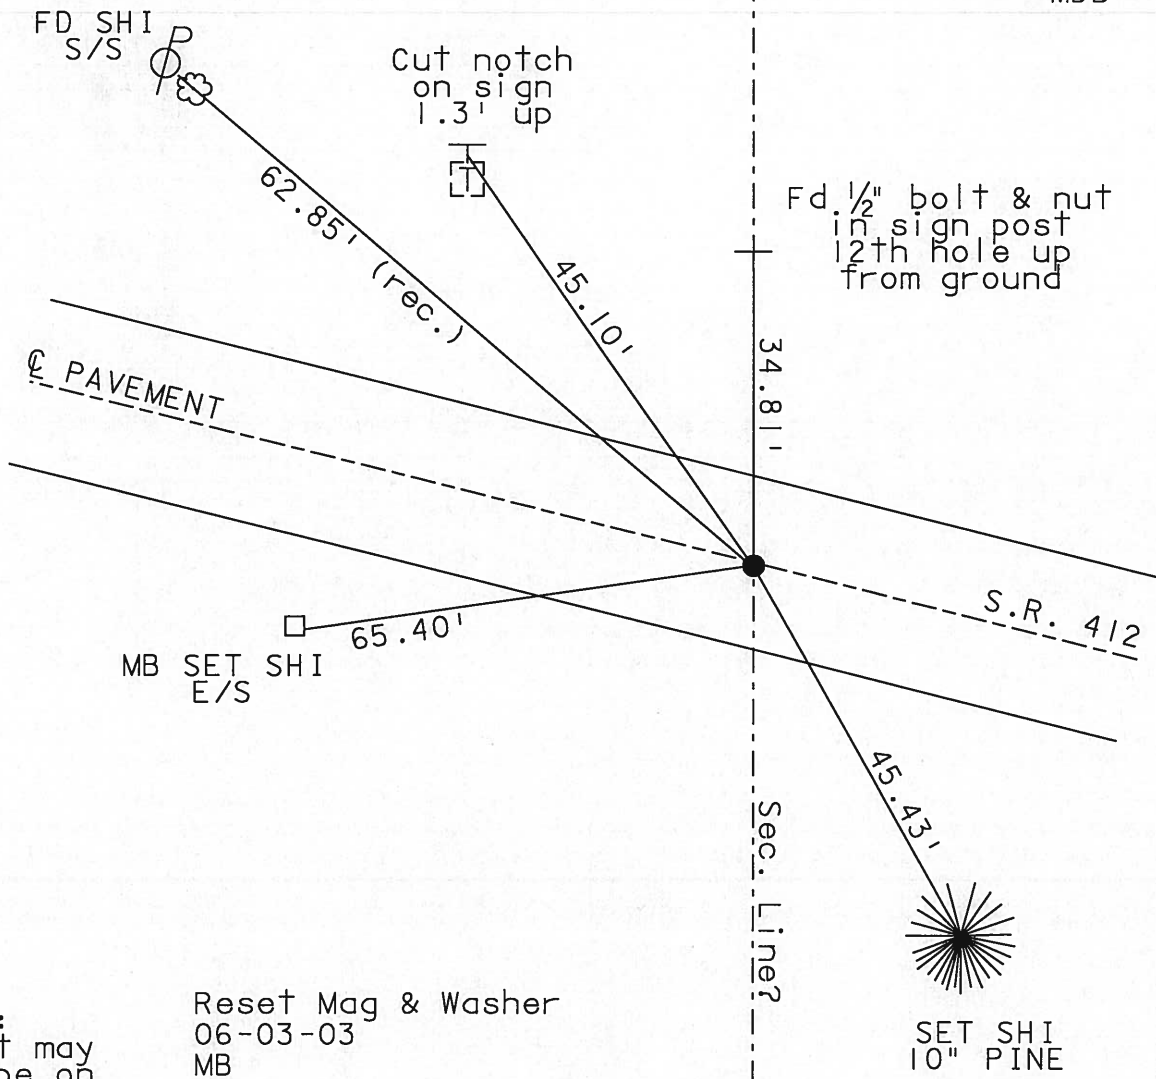 FD SHI
S/S
P
Cut notch
on sign
1.3' up
T
Fd. 1/2" bolt & nut
in sign post
12th hole up
from ground
62.85' (rec.)
45.10'
34.81'
℄ PAVEMENT
S.R. 412
65.40'
MB SET SHI
E/S
45.43'
Sec. Line?
SET SHI
10" PINE
Reset Mag & Washer
06-03-03
MB
may
on